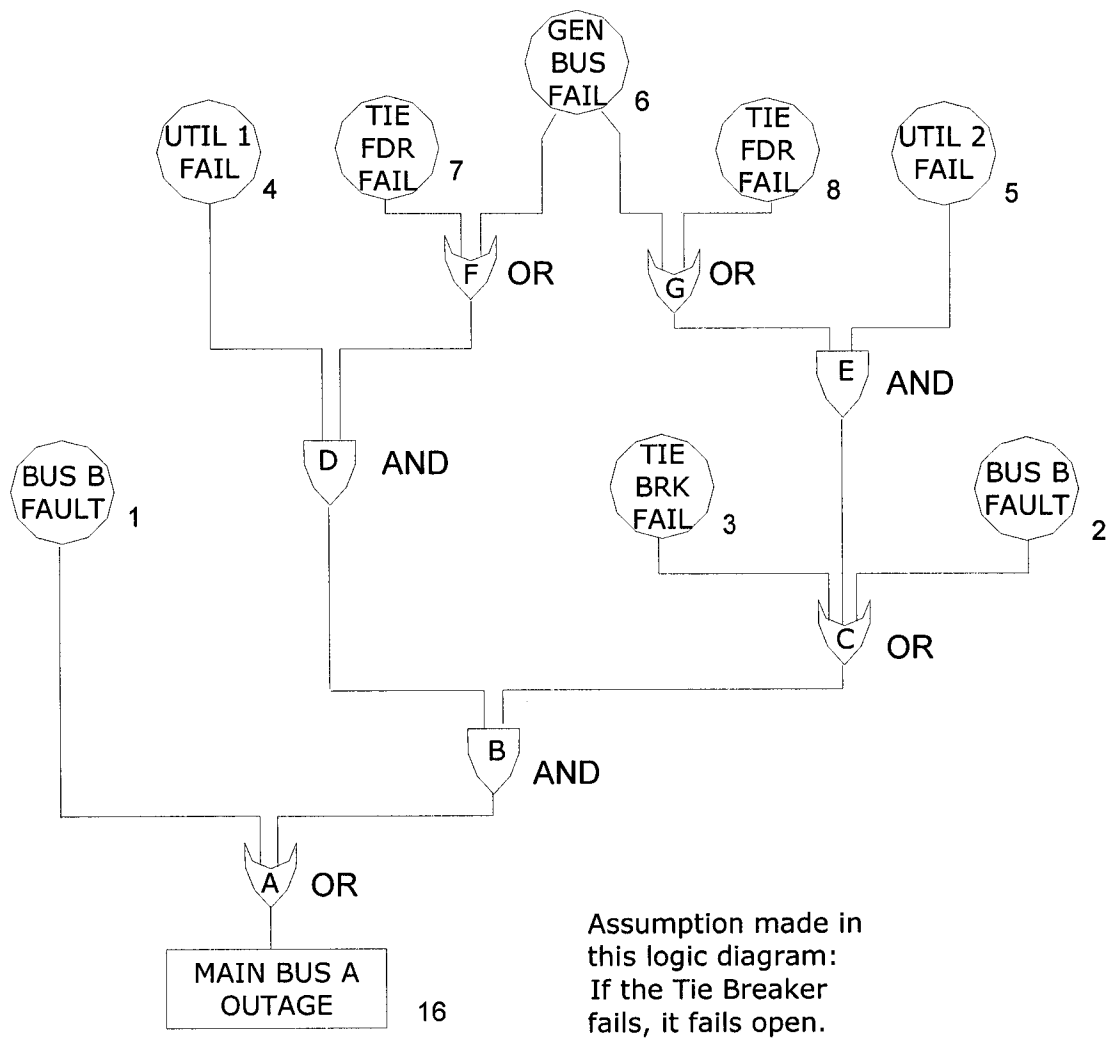 GEN
BUS
FAIL
6
UTIL 1
FAIL
4
TIE
FDR
FAIL
7
TIE
FDR
FAIL
8
UTIL 2
FAIL
5
F
OR
G
OR
E
AND
D
AND
BUS B
FAULT
1
TIE
BRK
FAIL
3
BUS B
FAULT
2
C
OR
B
AND
A
OR
MAIN BUS A
OUTAGE
16
Assumption made in
this logic diagram:
If the Tie Breaker
fails, it fails open.